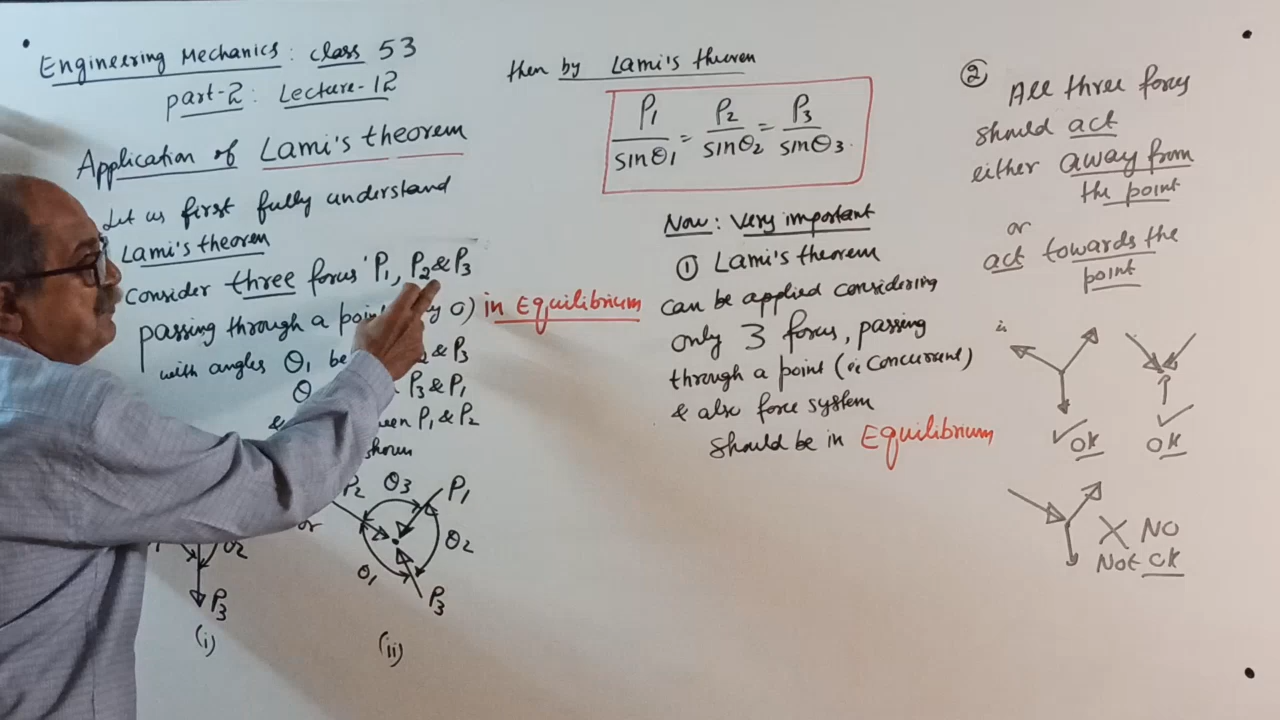 Engineering Mechanics: class 53
part-2: Lecture-12
Application of Lami's theorem
Let us first fully understand
Lami's theorem
Consider three forces P1, P2 & P3
passing through a point O) in Equilibrium
with angles θ1 & P3
θ P3 & P1
& P1 & P2
shown
P2 θ3 P1
or
θ2
θ1
θ2
P3
P3
(i)
(ii)
then by Lami's theorem
P1/sinθ1 = P2/sinθ2 = P3/sinθ3.
Now: Very important
① Lami's theorem
can be applied considering
only 3 forces, passing
through a point (ie concurrent)
& also force system
should be in Equilibrium
② All three forces
should act
either away from
the point
or
act towards the
point
ie
✓OK
✓OK
X NO
Not OK